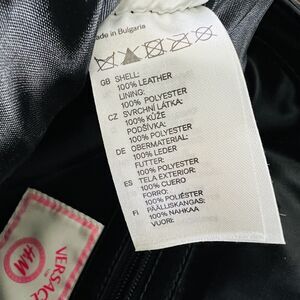 Made in Bulgaria
GB SHELL:
100% LEATHER
LINING:
100% POLYESTER
CZ SVRCHNÍ LÁTKA:
100% KŮŽE
PODŠÍVKA:
100% POLYESTER
DE OBERMATERIAL:
100% LEDER
FUTTER:
100% POLYESTER
ES TELA EXTERIOR:
100% CUERO
FORRO:
100% POLIÉSTER
FI PÄÄLLISKANGAS:
100% NAHKAA
VUORI:
VERSACE
H&M